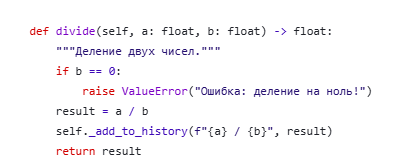 def divide(self, a: float, b: float) -> float:
    """Деление двух чисел."""
    if b == 0:
        raise ValueError("Ошибка: деление на ноль!")
    result = a / b
    self._add_to_history(f"{a} / {b}", result)
    return result